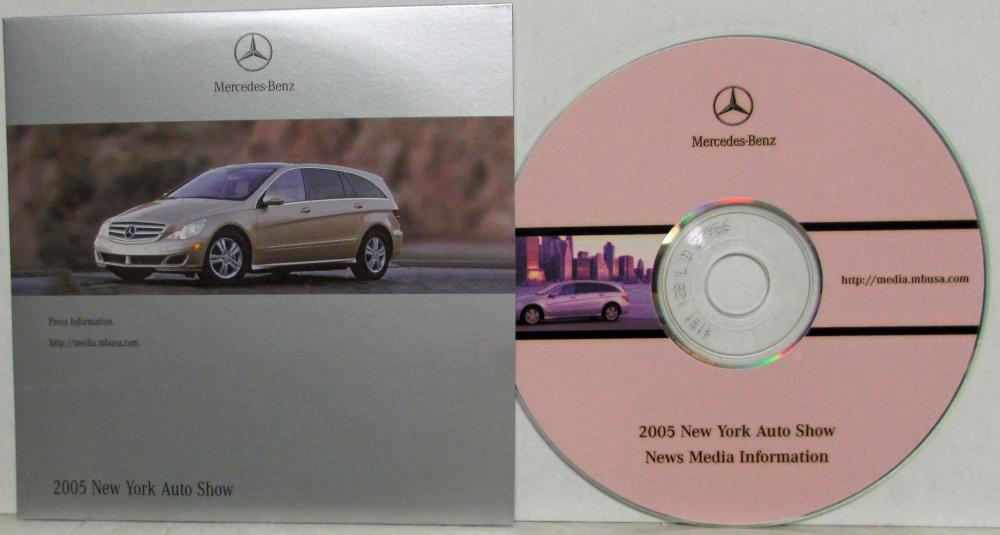 Mercedes-Benz
Press Information
http://media.mbusa.com
2005 New York Auto Show
Mercedes-Benz
http://media.mbusa.com
2005 New York Auto Show
News Media Information